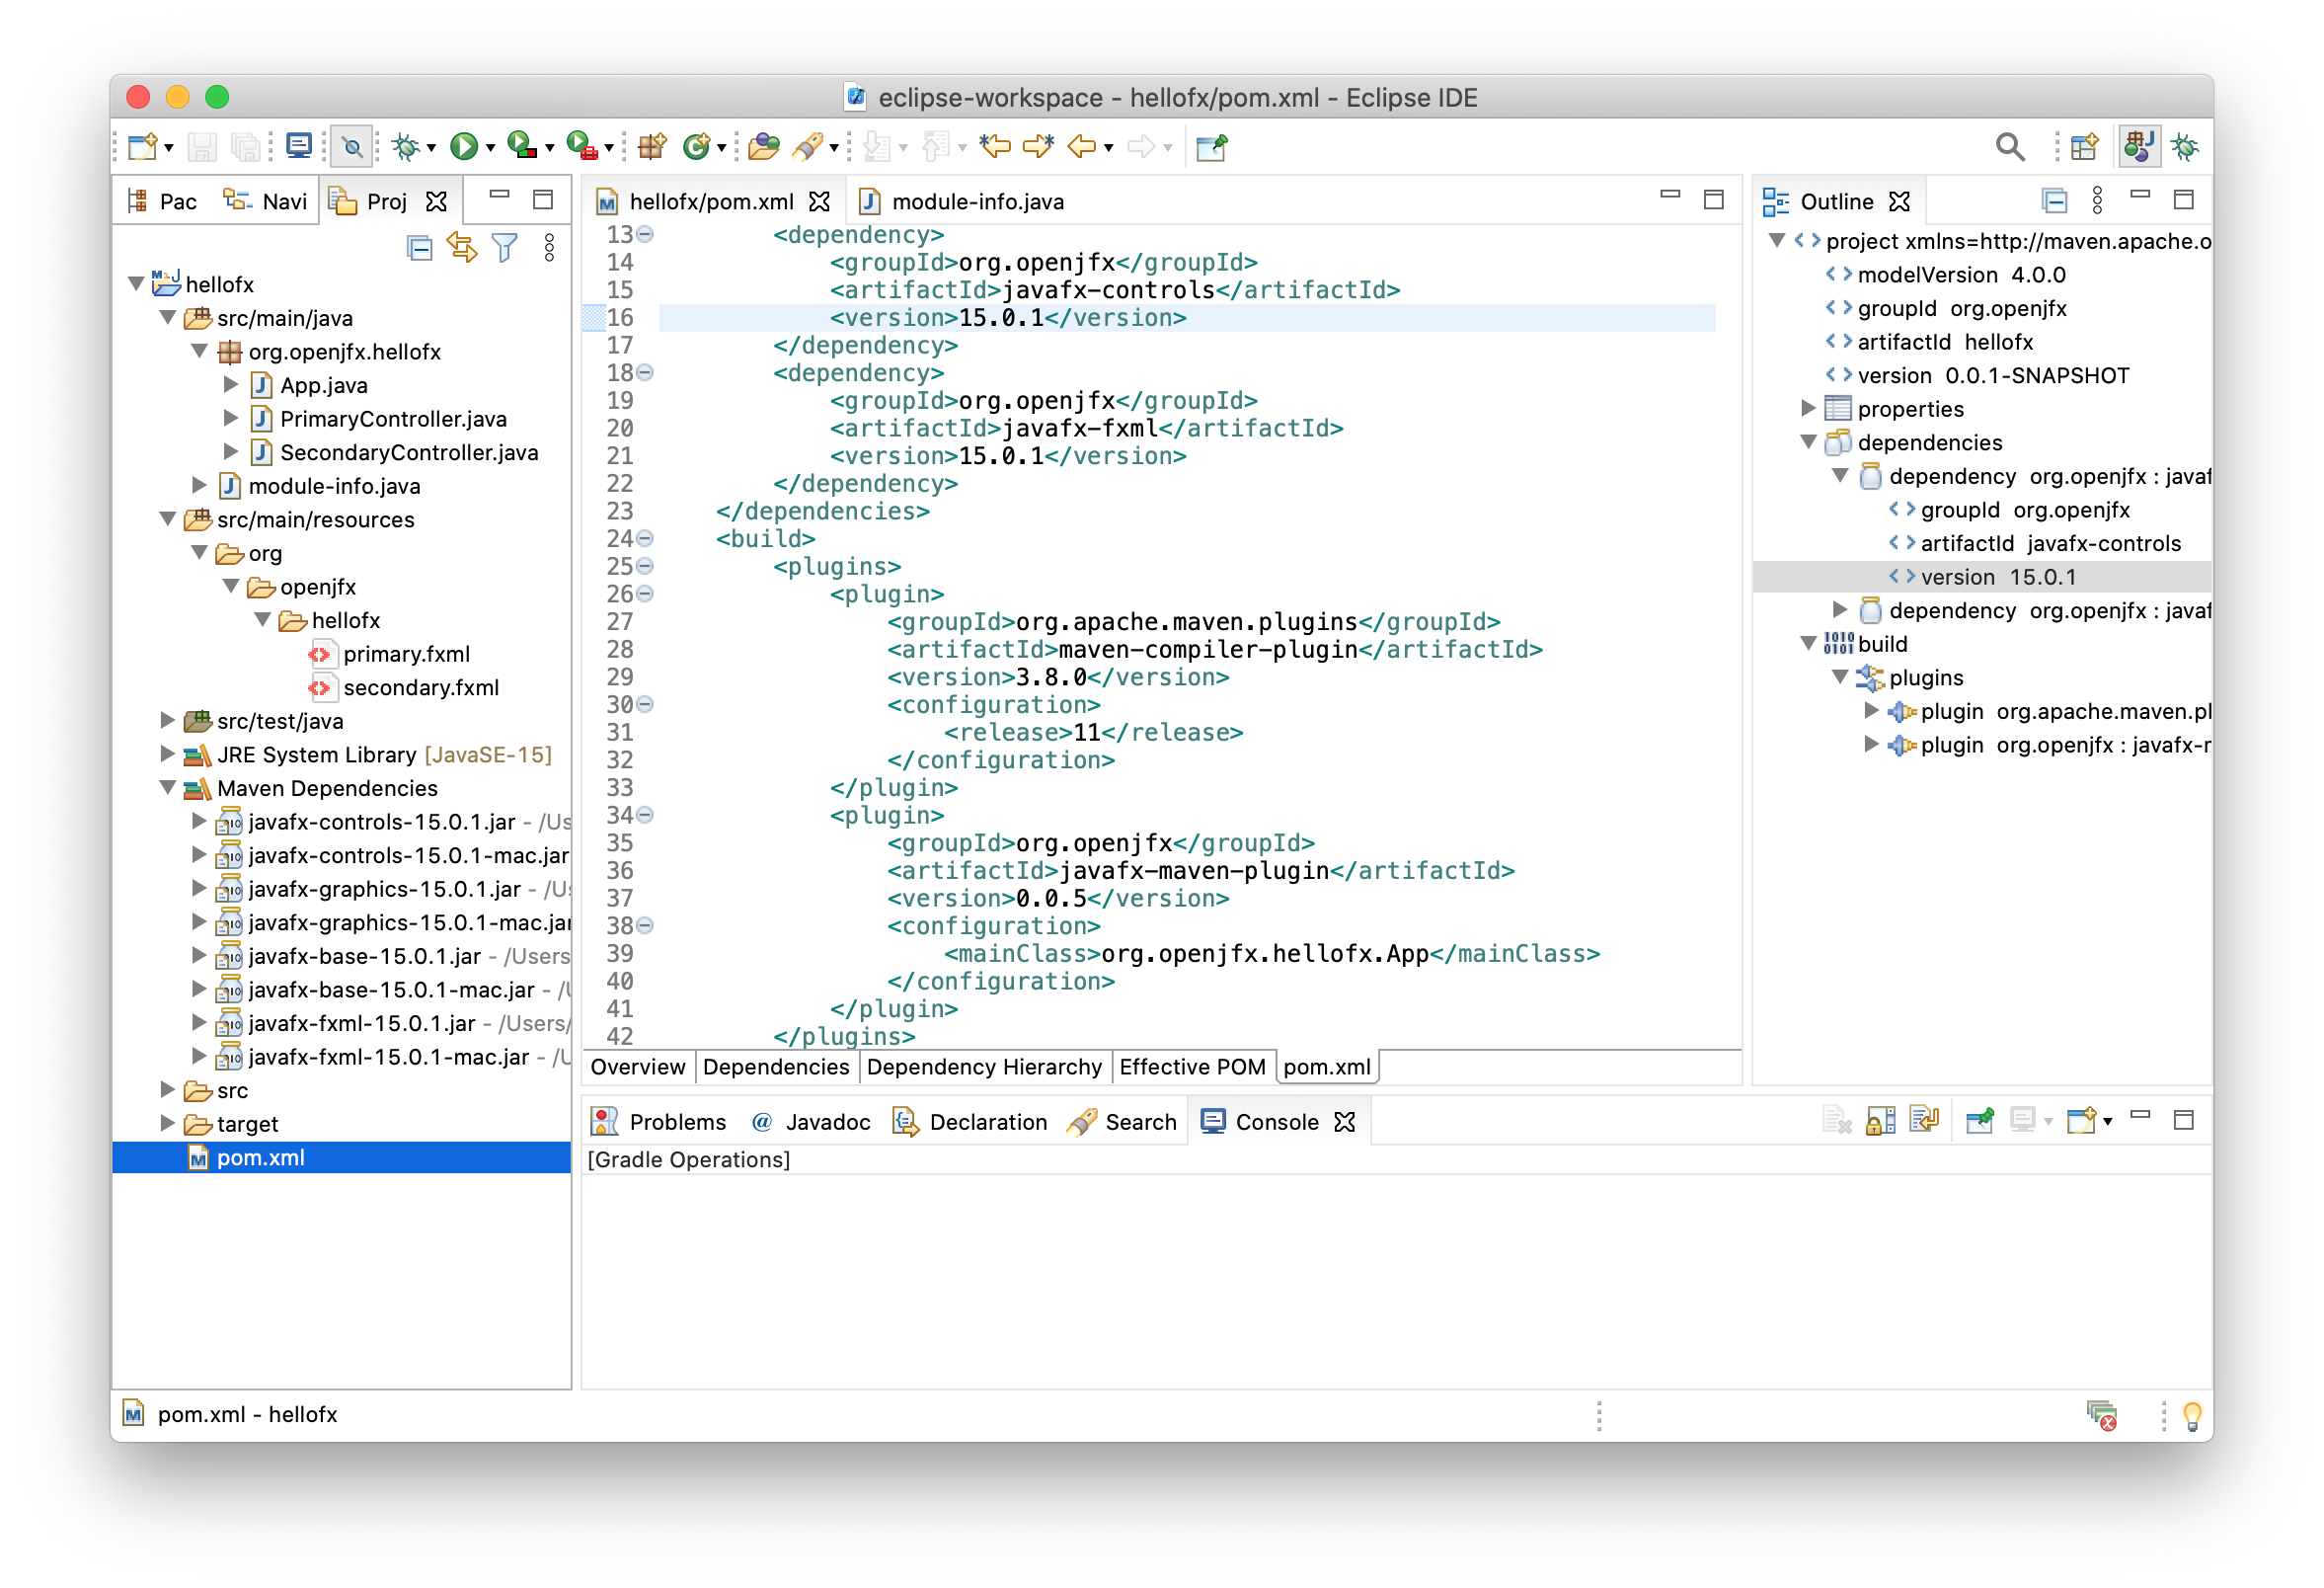 eclipse-workspace - hellofx/pom.xml - Eclipse IDE
Pac Navi Proj
hellofx
src/main/java
org.openjfx.hellofx
App.java
PrimaryController.java
SecondaryController.java
module-info.java
src/main/resources
org
openjfx
hellofx
primary.fxml
secondary.fxml
src/test/java
JRE System Library [JavaSE-15]
Maven Dependencies
javafx-controls-15.0.1.jar - /Us
javafx-controls-15.0.1-mac.jar
javafx-graphics-15.0.1.jar - /Us
javafx-graphics-15.0.1-mac.jar
javafx-base-15.0.1.jar - /Users
javafx-base-15.0.1-mac.jar - /U
javafx-fxml-15.0.1.jar - /Users/
javafx-fxml-15.0.1-mac.jar - /U
src
target
pom.xml
hellofx/pom.xml module-info.java
13 <dependency>
14 <groupId>org.openjfx</groupId>
15 <artifactId>javafx-controls</artifactId>
16 <version>15.0.1</version>
17 </dependency>
18 <dependency>
19 <groupId>org.openjfx</groupId>
20 <artifactId>javafx-fxml</artifactId>
21 <version>15.0.1</version>
22 </dependency>
23 </dependencies>
24 <build>
25 <plugins>
26 <plugin>
27 <groupId>org.apache.maven.plugins</groupId>
28 <artifactId>maven-compiler-plugin</artifactId>
29 <version>3.8.0</version>
30 <configuration>
31 <release>11</release>
32 </configuration>
33 </plugin>
34 <plugin>
35 <groupId>org.openjfx</groupId>
36 <artifactId>javafx-maven-plugin</artifactId>
37 <version>0.0.5</version>
38 <configuration>
39 <mainClass>org.openjfx.hellofx.App</mainClass>
40 </configuration>
41 </plugin>
42 </plugins>
Overview Dependencies Dependency Hierarchy Effective POM pom.xml
Outline
project xmlns=http://maven.apache.o
modelVersion 4.0.0
groupId org.openjfx
artifactId hellofx
version 0.0.1-SNAPSHOT
properties
dependencies
dependency org.openjfx : javaf
groupId org.openjfx
artifactId javafx-controls
version 15.0.1
dependency org.openjfx : javaf
build
plugins
plugin org.apache.maven.pl
plugin org.openjfx : javafx-r
Problems Javadoc Declaration Search Console
[Gradle Operations]
pom.xml - hellofx